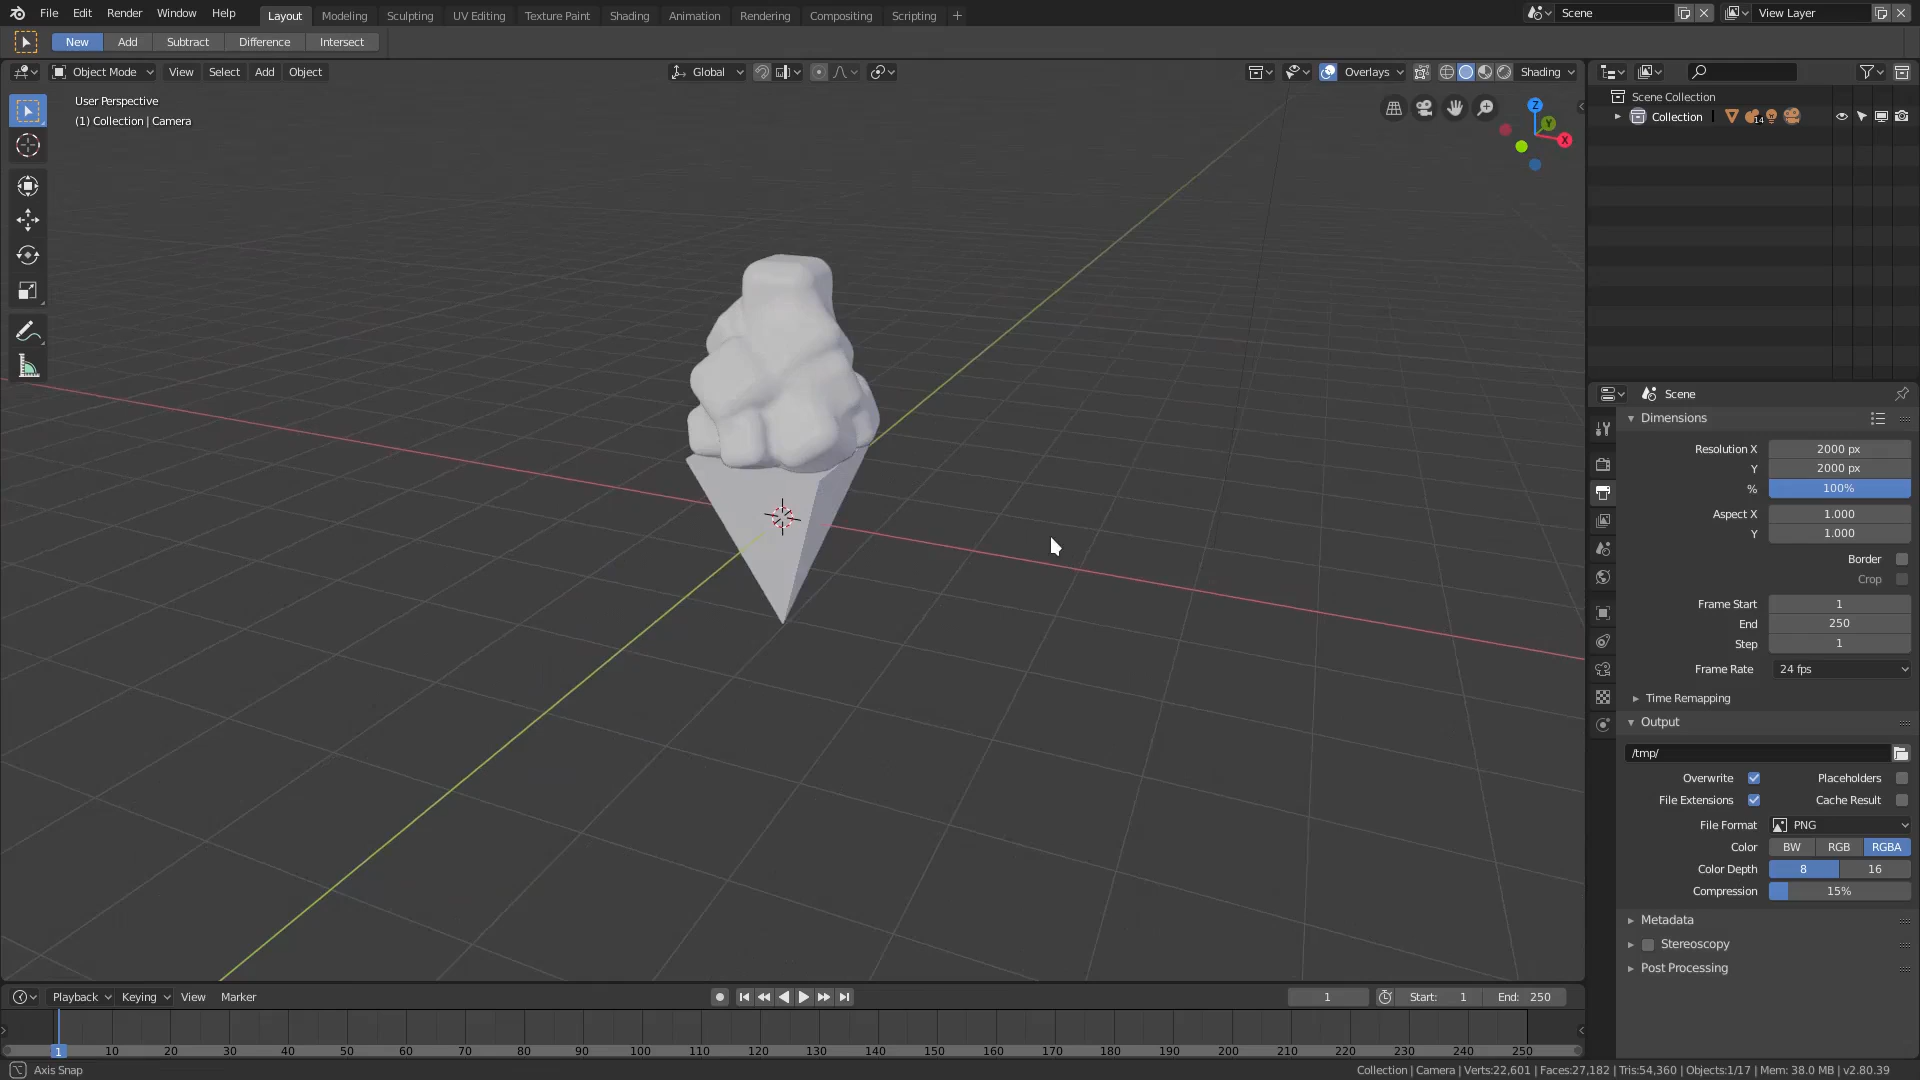 File Edit Render Window Help Layout Modeling Sculpting UV Editing Texture Paint Shading Animation Rendering Compositing Scripting + Scene View Layer
New Add Subtract Difference Intersect
Object Mode View Select Add Object Global Overlays Shading
User Perspective
(1) Collection | Camera
Z
Y
X
Scene Collection
Collection 14
Scene
Dimensions
Resolution X 2000 px
Y 2000 px
% 100%
Aspect X 1.000
Y 1.000
Border
Crop
Frame Start 1
End 250
Step 1
Frame Rate 24 fps
Time Remapping
Output
/tmp/
Overwrite Placeholders
File Extensions Cache Result
File Format PNG
Color BW RGB RGBA
Color Depth 8 16
Compression 15%
Metadata
Stereoscopy
Post Processing
Playback Keying View Marker 1 Start: 1 End: 250
1 10 20 30 40 50 60 70 80 90 100 110 120 130 140 150 160 170 180 190 200 210 220 230 240 250
Axis Snap Collection | Camera | Verts:22,601 | Faces:27,182 | Tris:54,360 | Objects:1/17 | Mem: 38.0 MB | v2.80.39